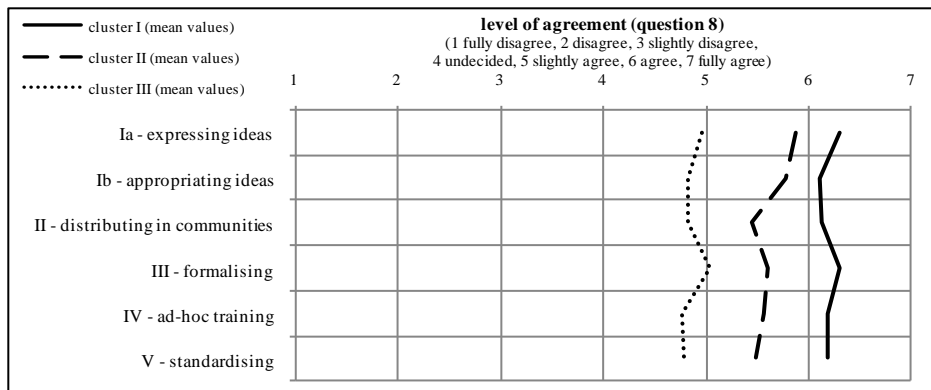 cluster I (mean values)
cluster II (mean values)
cluster III (mean values)
level of agreement (question 8)
(1 fully disagree, 2 disagree, 3 slightly disagree,
4 undecided, 5 slightly agree, 6 agree, 7 fully agree)
1 2 3 4 5 6 7
Ia - expressing ideas
Ib - appropriating ideas
II - distributing in communities
III - formalising
IV - ad-hoc training
V - standardising